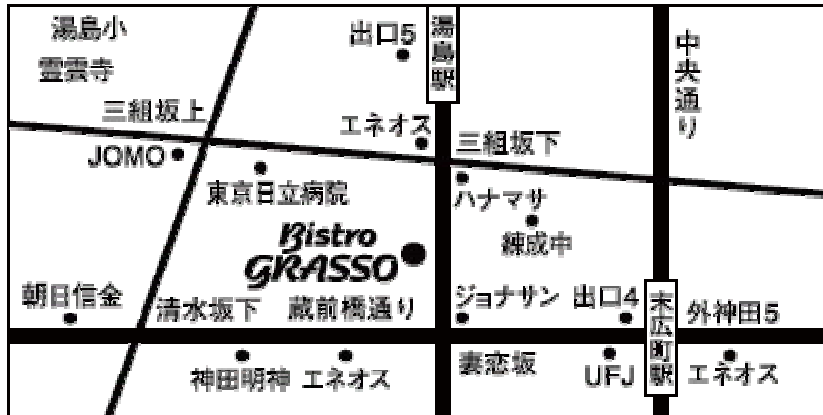 湯島小
霊雲寺
出口5
湯島駅
中央通り
三組坂上
エネオス
三組坂下
JOMO
東京日立病院
ハナマサ
練成中
Bistro
GRASSO
朝日信金
清水坂下
蔵前橋通り
ジョナサン
出口4
末広町駅
外神田5
神田明神
エネオス
妻恋坂
UFJ
エネオス